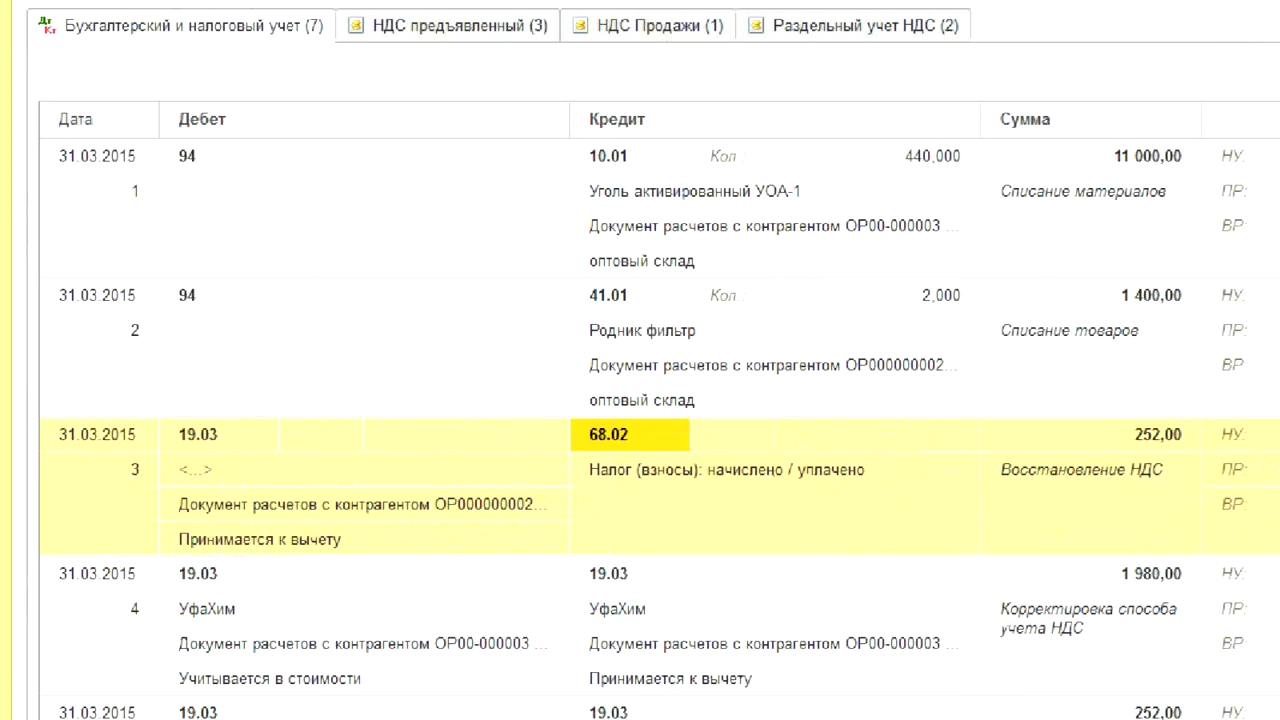 Дт Кт Бухгалтерский и налоговый учет (7) НДС предъявленный (3) НДС Продажи (1) Раздельный учет НДС (2)
Дата Дебет Кредит Сумма
31.03.2015 94 10.01 Кол.: 440,000 11 000,00 НУ:
1 Уголь активированный УОА-1 Списание материалов ПР:
Документ расчетов с контрагентом ОР00-000003 ... ВР:
оптовый склад
31.03.2015 94 41.01 Кол.: 2,000 1 400,00 НУ:
2 Родник фильтр Списание товаров ПР:
Документ расчетов с контрагентом ОР000000002... ВР
оптовый склад
31.03.2015 19.03 68.02 252,00 НУ:
3 <...> Налог (взносы): начислено / уплачено Восстановление НДС ПР:
Документ расчетов с контрагентом ОР000000002... ВР:
Принимается к вычету
31.03.2015 19.03 19.03 1 980,00 НУ:
4 УфаХим УфаХим Корректировка способа ПР:
учета НДС
Документ расчетов с контрагентом ОР00-000003 ... Документ расчетов с контрагентом ОР00-000003 ... ВР
Учитывается в стоимости Принимается к вычету
31.03.2015 19.03 19.03 252,00 НУ: